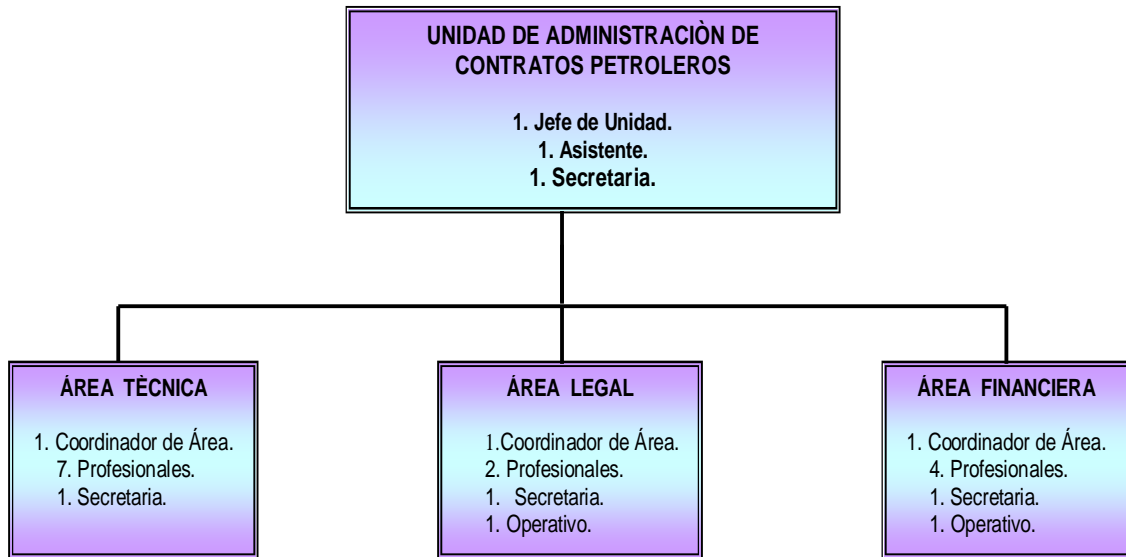 UNIDAD DE ADMINISTRACIÒN DE
CONTRATOS PETROLEROS
1. Jefe de Unidad.
1. Asistente.
1. Secretaria.
ÁREA TÈCNICA
1. Coordinador de Área.
7. Profesionales.
1. Secretaria.
ÁREA LEGAL
1.Coordinador de Área.
2. Profesionales.
1. Secretaria.
1. Operativo.
ÁREA FINANCIERA
1. Coordinador de Área.
4. Profesionales.
1. Secretaria.
1. Operativo.